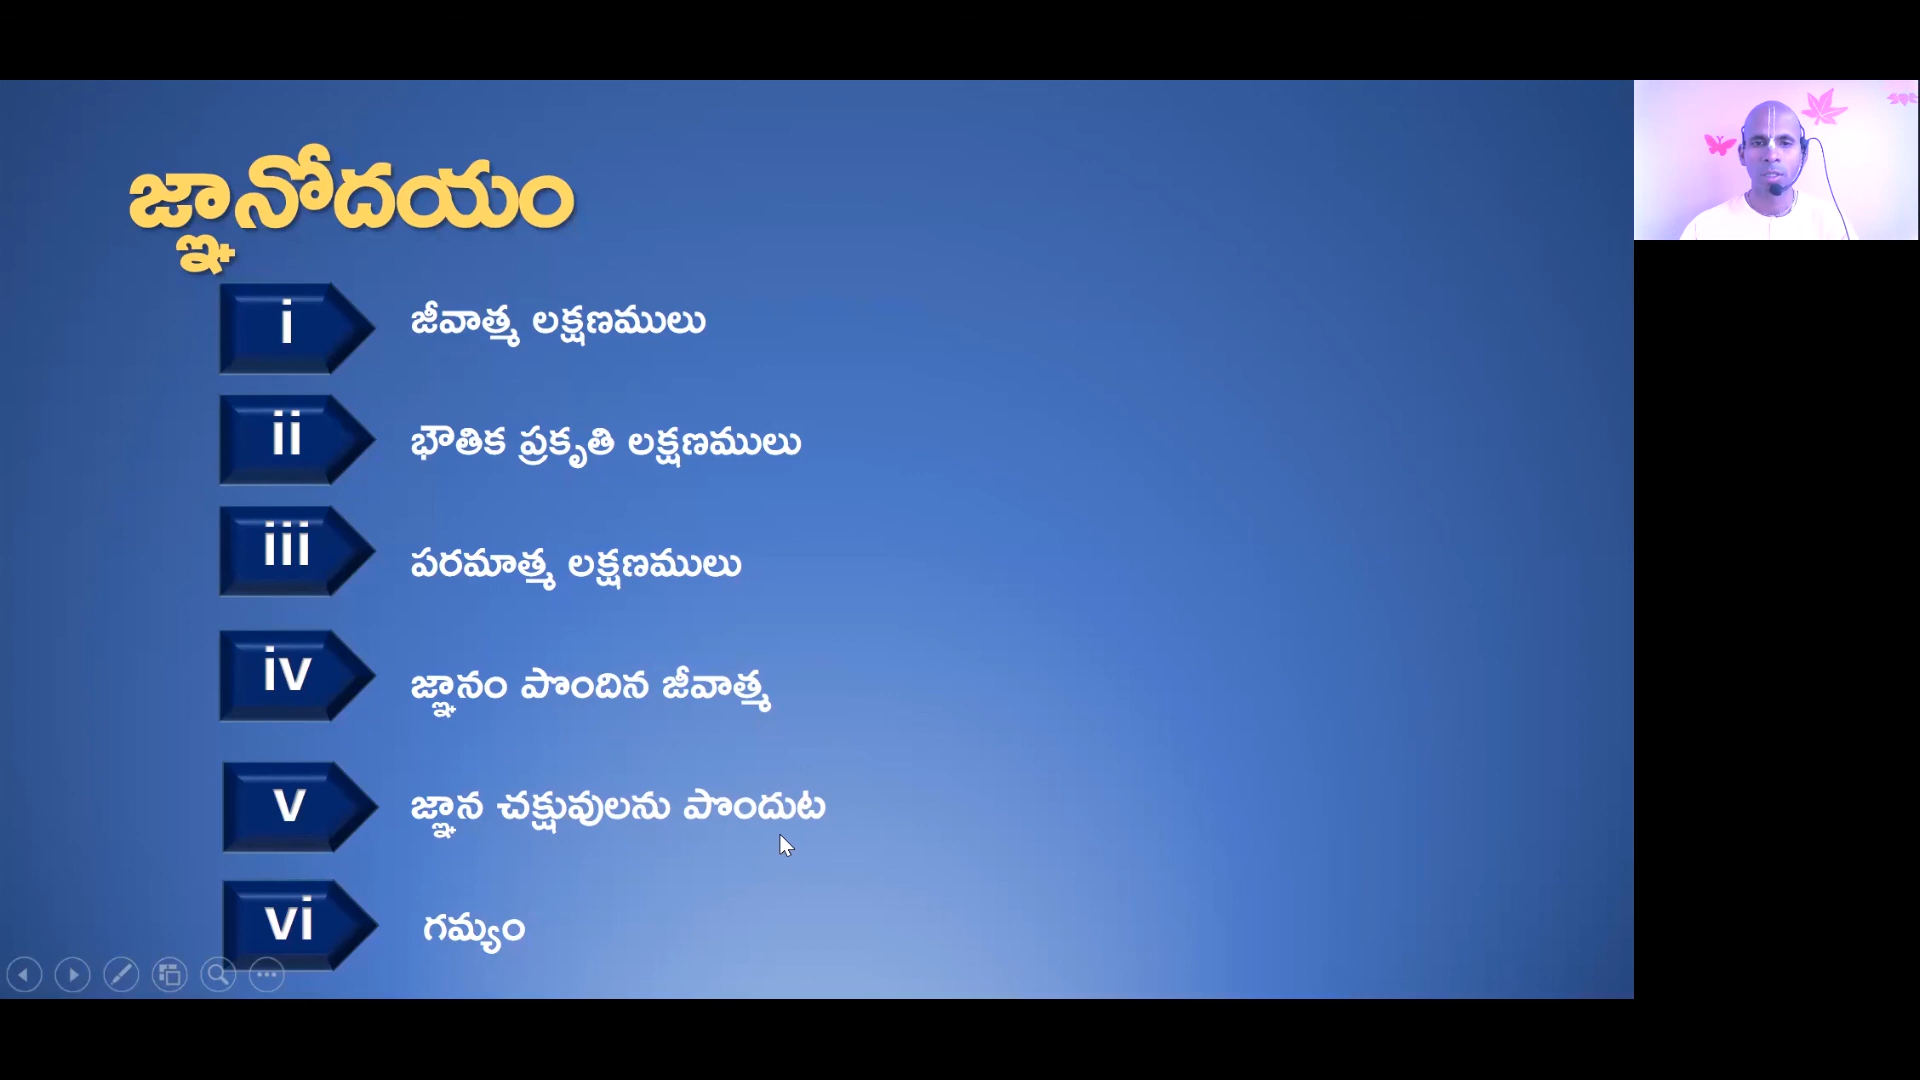 జ్ఞానోదయం
i జీవాత్మ లక్షణములు
ii భౌతిక ప్రకృతి లక్షణములు
iii పరమాత్మ లక్షణములు
iv జ్ఞానం పొందిన జీవాత్మ
v జ్ఞాన చక్షువులను పొందుట
vi గమ్యం